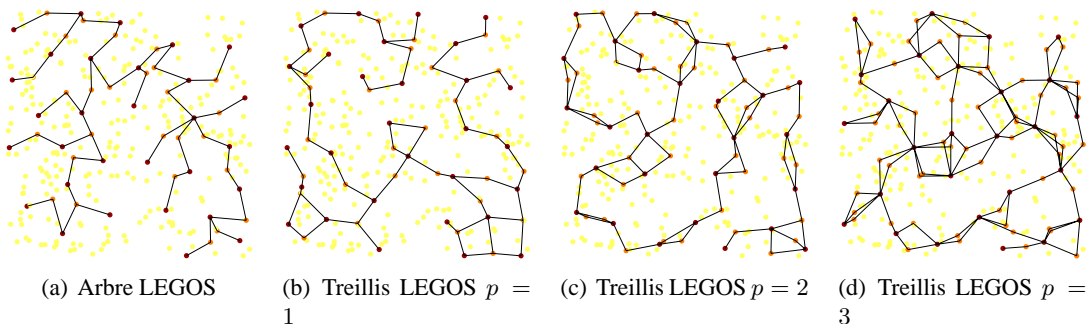 (a) Arbre LEGOS
(b) Treillis LEGOS p =
1
(c) Treillis LEGOS p = 2
(d) Treillis LEGOS p =
3